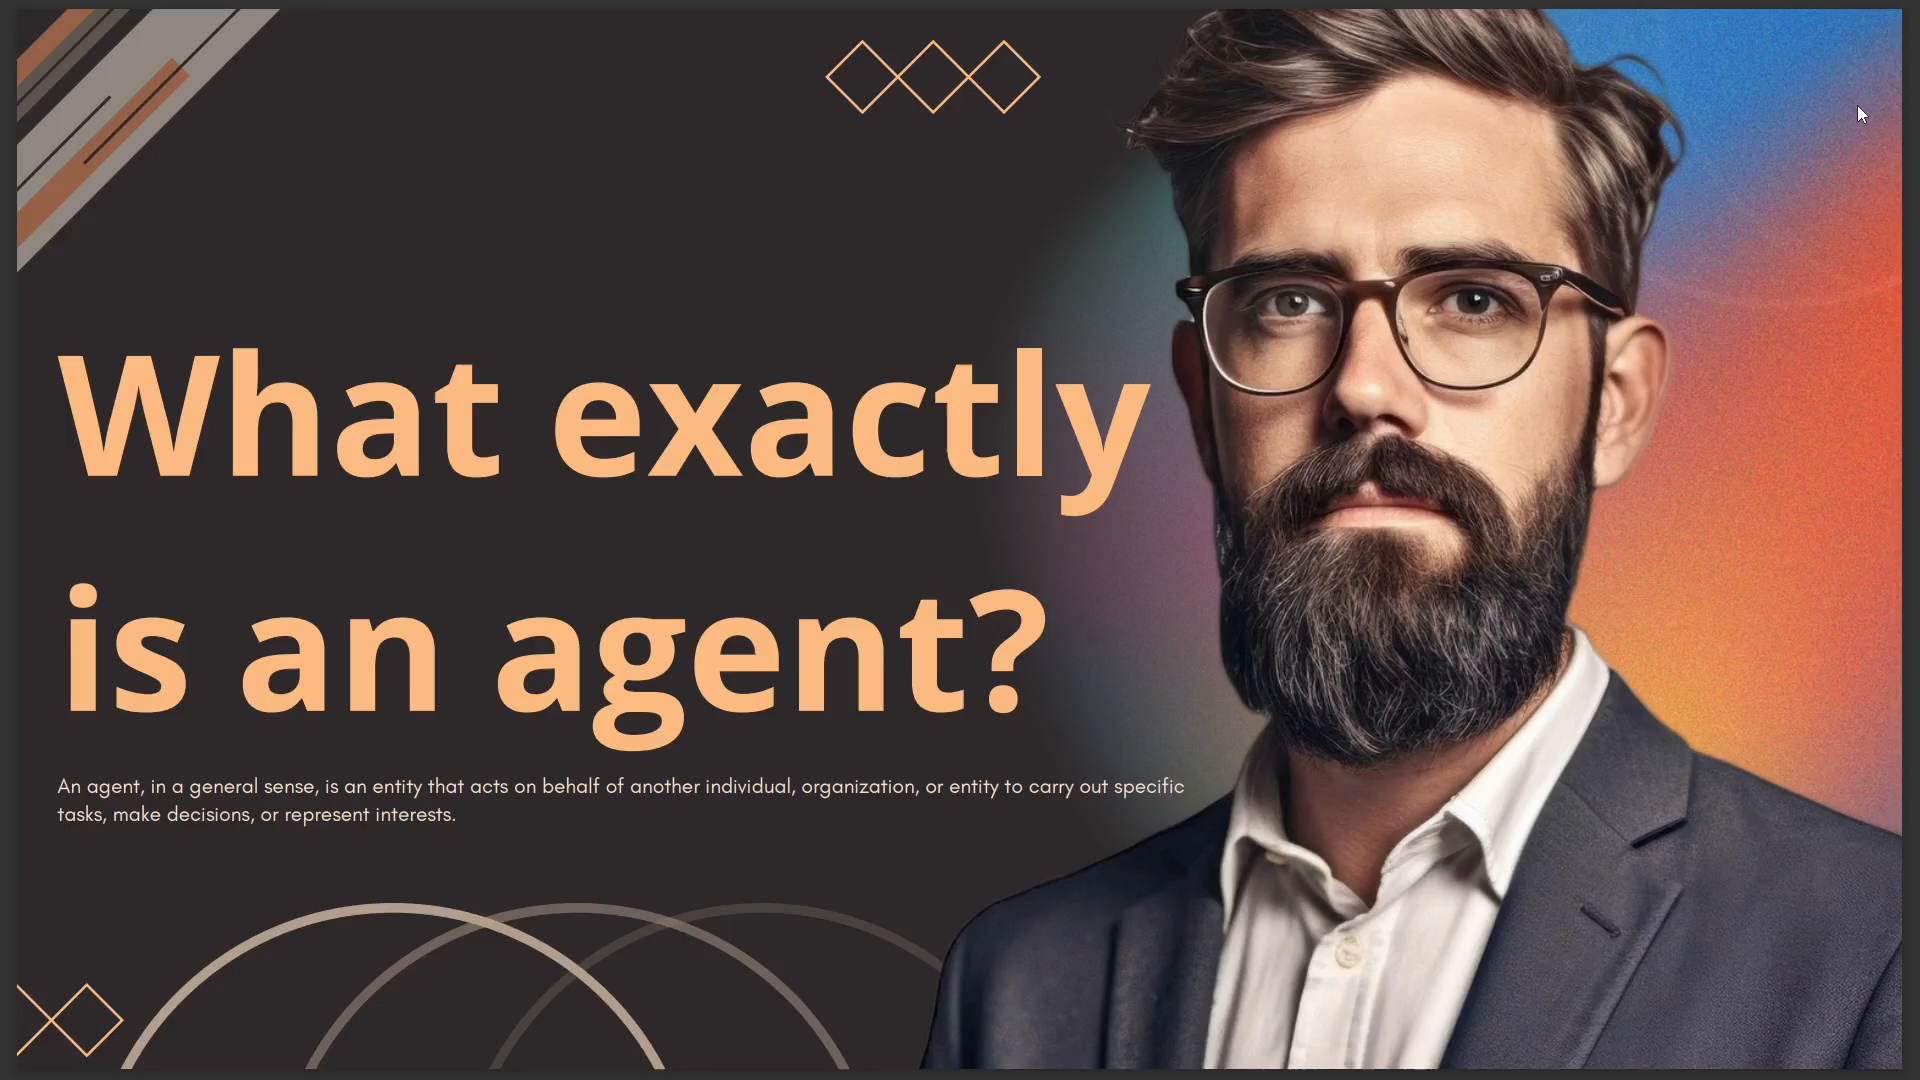 What exactly
is an agent?
An agent, in a general sense, is an entity that acts on behalf of another individual, organization, or entity to carry out specific
tasks, make decisions, or represent interests.